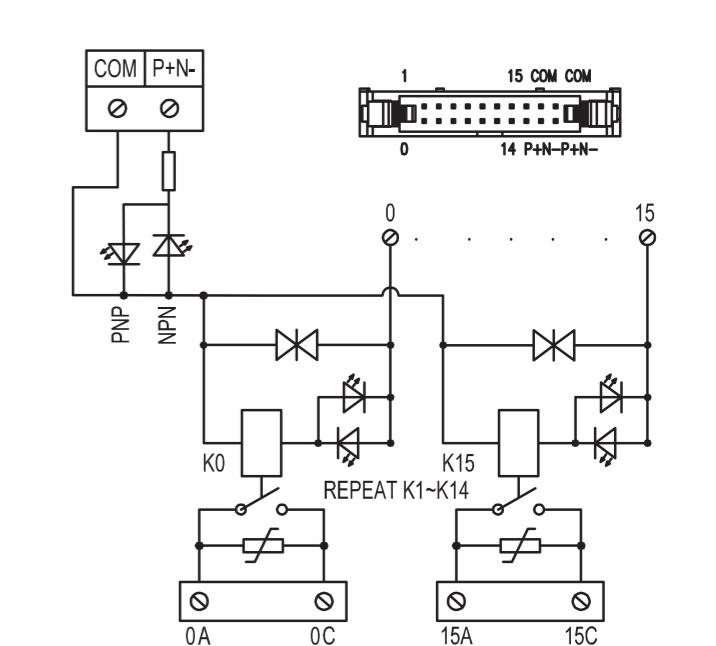 COM P+N-
1 15 COM COM
0 14 P+N-P+N-
0 15
PNP NPN
K0 K15
REPEAT K1~K14
0A 0C 15A 15C